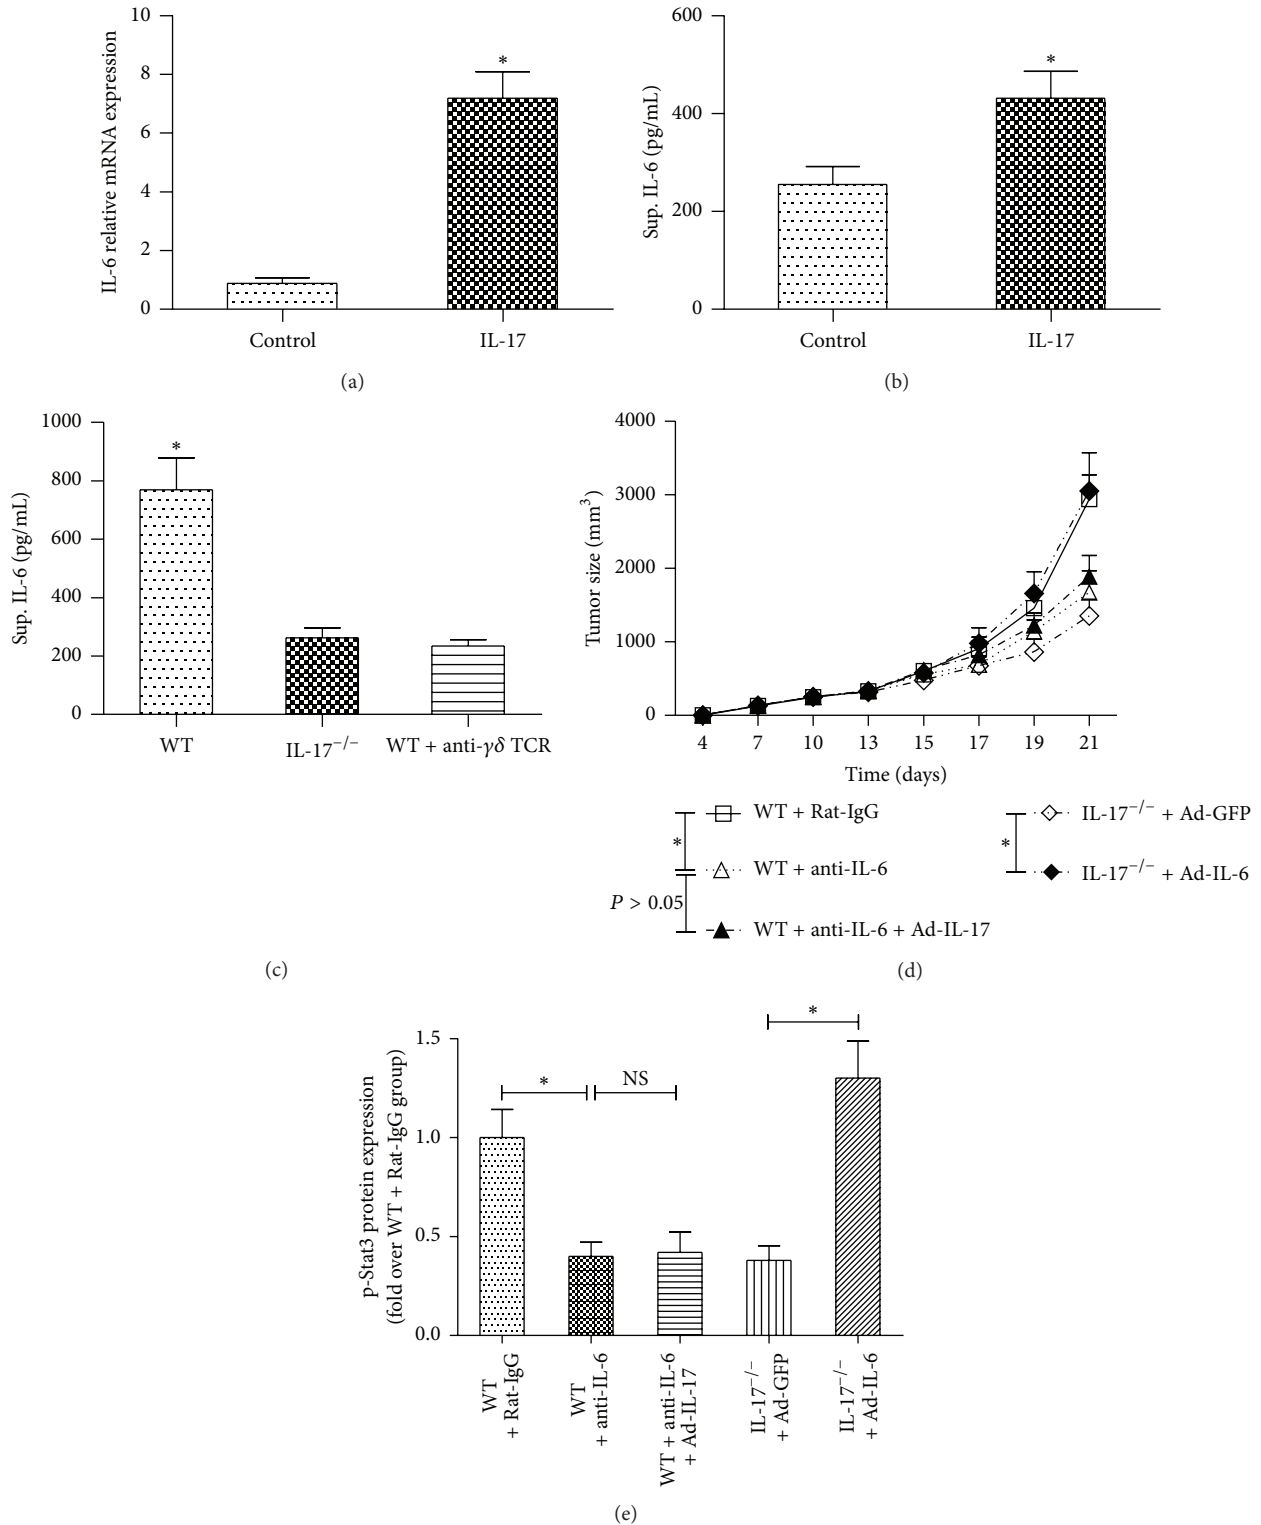 IL-6 relative mRNA expression
10
8
6
4
2
0
*
Control
IL-17
(a)
Sup. IL-6 (pg/mL)
600
400
200
0
*
Control
IL-17
(b)
Sup. IL-6 (pg/mL)
1000
800
600
400
200
0
*
WT
IL-17−/−
WT + anti-γδ TCR
(c)
Tumor size (mm3)
4000
3000
2000
1000
0
4 7 10 13 15 17 19 21
Time (days)
* WT + Rat-IgG
WT + anti-IL-6
P > 0.05
WT + anti-IL-6 + Ad-IL-17
* IL-17−/− + Ad-GFP
IL-17−/− + Ad-IL-6
(d)
p-Stat3 protein expression
(fold over WT + Rat-IgG group)
1.5
1.0
0.5
0.0
*
NS
*
WT
+ Rat-IgG
WT
+ anti-IL-6
WT + anti-IL-6
+ Ad-IL-17
IL-17−/−
+ Ad-GFP
IL-17−/−
+ Ad-IL-6
(e)